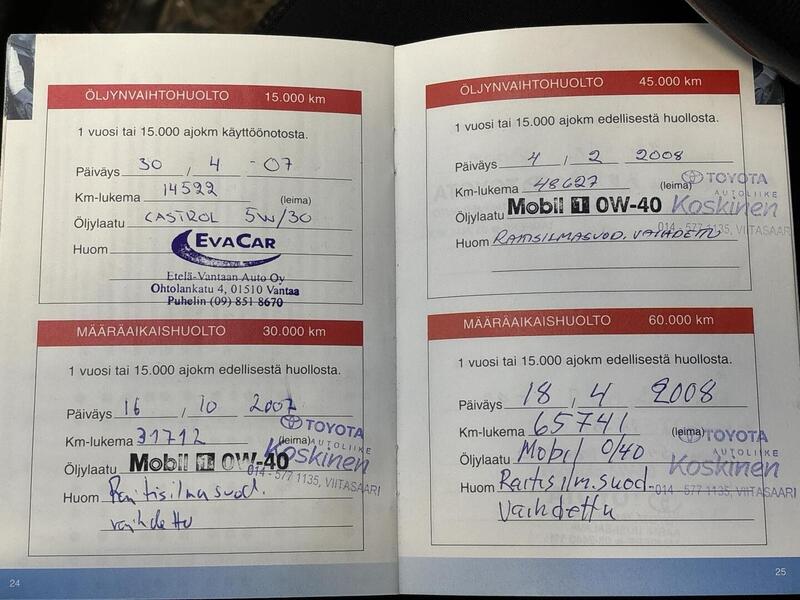 ÖLJYNVAIHTOHUOLTO 15.000 km
1 vuosi tai 15.000 ajokm käyttöönotosta.
Päiväys 30 / 4 -07
Km-lukema 14522 (leima)
Öljylaatu CASTROL 5W/30
Huom
EVACAR
Etelä-Vantaan Auto Oy
Ohtolankatu 4, 01510 Vantaa
Puhelin (09) 851 8670
MÄÄRÄAIKAISHUOLTO 30.000 km
1 vuosi tai 15.000 ajokm edellisestä huollosta.
Päiväys 16 / 10 2007
Km-lukema 31712 (leima)
TOYOTA
AUTOLIIKE
Koskinen
014 - 577 1135, VIITASAARI
Öljylaatu Mobil 1 0W-40
Huom Raitisilmasuod.
vaihdettu
24
ÖLJYNVAIHTOHUOLTO 45.000 km
1 vuosi tai 15.000 ajokm edellisestä huollosta.
Päiväys 4 / 2 2008
Km-lukema 48627 (leima)
TOYOTA
AUTOLIIKE
Koskinen
014 - 577 1135, VIITASAARI
Öljylaatu Mobil 1 0W-40
Huom RAITISILMASUOD. VAIHDETTU
MÄÄRÄAIKAISHUOLTO 60.000 km
1 vuosi tai 15.000 ajokm edellisestä huollosta.
Päiväys 18 / 4 2008
Km-lukema 65741 (leima)
TOYOTA
AUTOLIIKE
Koskinen
014 - 577 1135, VIITASAARI
Öljylaatu Mobil 0/40
Huom Raitisilm.suod.
Vaihdettu
25